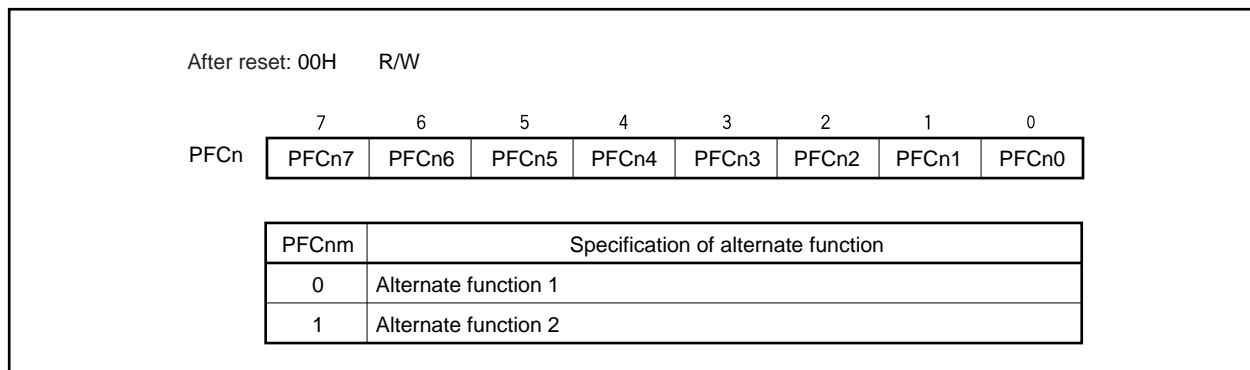 After reset: 00H R/W
7 6 5 4 3 2 1 0
PFCn PFCn7 PFCn6 PFCn5 PFCn4 PFCn3 PFCn2 PFCn1 PFCn0
PFCnm Specification of alternate function
0 Alternate function 1
1 Alternate function 2